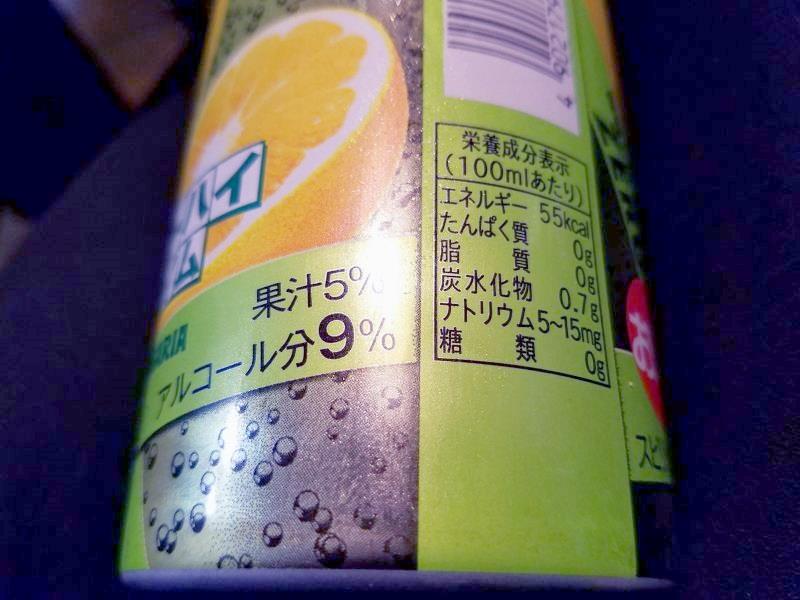 ハイ
ム
果汁5%
アルコール分9%
栄養成分表示
(100mlあたり)
エネルギー 55kcal
たんぱく質 0g
脂質 0g
炭水化物 0.7g
ナトリウム 5~15mg
糖類 0g
お
スピ